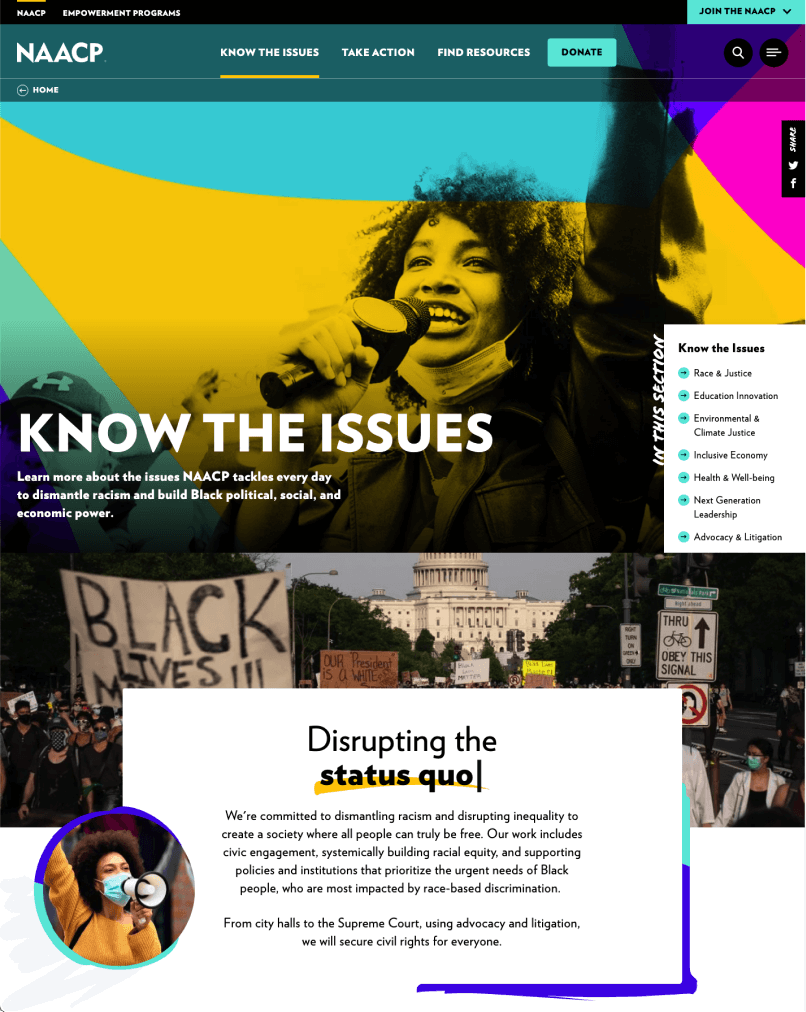 NAACP EMPOWERMENT PROGRAMS JOIN THE NAACP
NAACP KNOW THE ISSUES TAKE ACTION FIND RESOURCES DONATE
HOME
SHARE
IN THIS SECTION
Know the Issues
Race & Justice
Education Innovation
Environmental &
Climate Justice
Inclusive Economy
Health & Well-being
Next Generation
Leadership
Advocacy & Litigation
KNOW THE ISSUES
Learn more about the issues NAACP tackles every day
to dismantle racism and build Black political, social, and
economic power.
BLACK
LIVES
OUR President
IS A WHITE
Black
Lives
MATTER
RIGHT
TURN
ON
GREEN
ONLY
Right 2 ahead
THRU
OBEY THIS
SIGNAL
Disrupting the
status quo
We're committed to dismantling racism and disrupting inequality to
create a society where all people can truly be free. Our work includes
civic engagement, systemically building racial equity, and supporting
policies and institutions that prioritize the urgent needs of Black
people, who are most impacted by race-based discrimination.
From city halls to the Supreme Court, using advocacy and litigation,
we will secure civil rights for everyone.